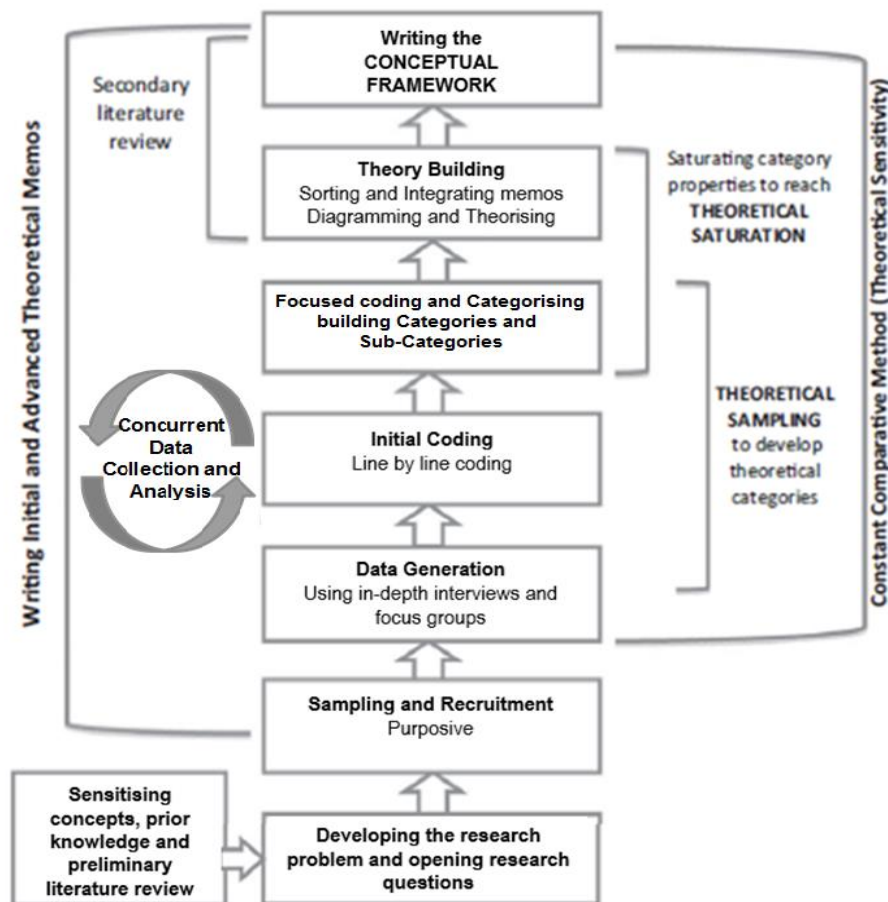 Writing the
CONCEPTUAL
FRAMEWORK
Secondary
literature
review
Theory Building
Sorting and Integrating memos
Diagramming and Theorising
Saturating category
properties to reach
THEORETICAL
SATURATION
Focused coding and Categorising
building Categories and
Sub-Categories
THEORETICAL
SAMPLING
to develop
theoretical
categories
Concurrent
Data
Collection and
Analysis
Initial Coding
Line by line coding
Data Generation
Using in-depth interviews and
focus groups
Sampling and Recruitment
Purposive
Sensitising
concepts, prior
knowledge and
preliminary
literature review
Developing the research
problem and opening research
questions
Writing Initial and Advanced Theoretical Memos
Constant Comparative Method (Theoretical Sensitivity)